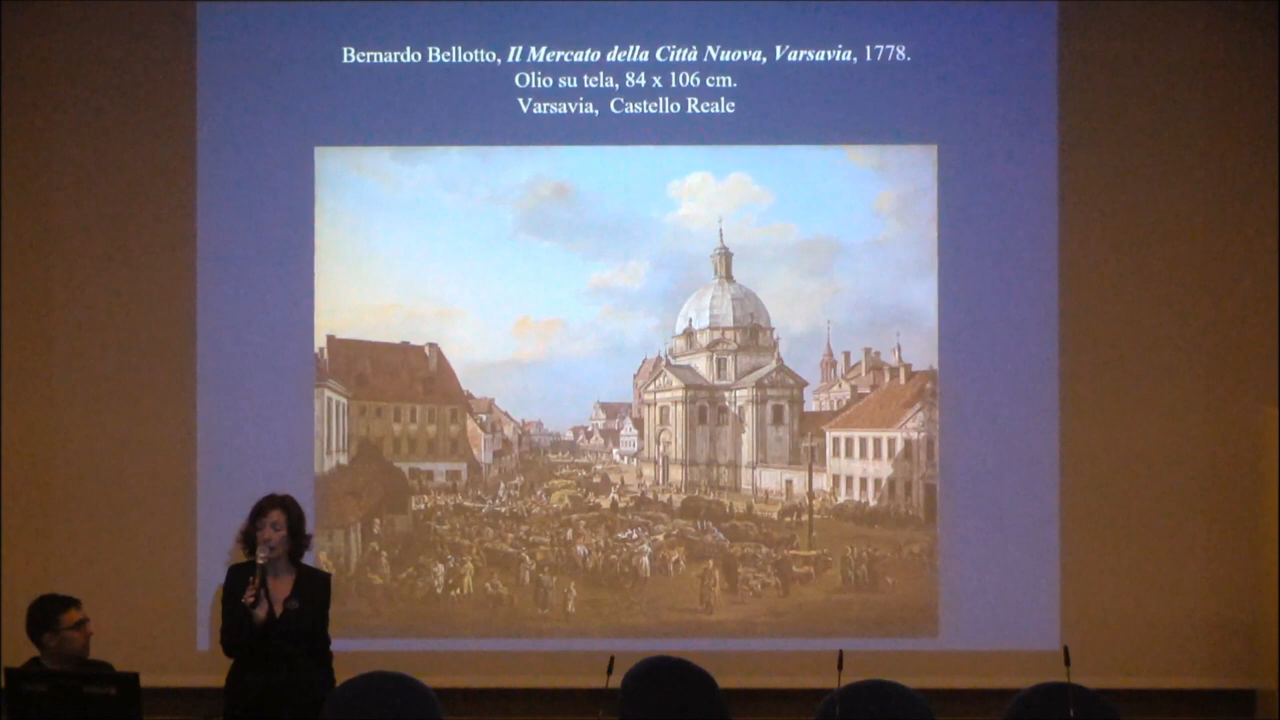 Bernardo Bellotto, Il Mercato della Città Nuova, Varsavia, 1778.
Olio su tela, 84 x 106 cm.
Varsavia, Castello Reale